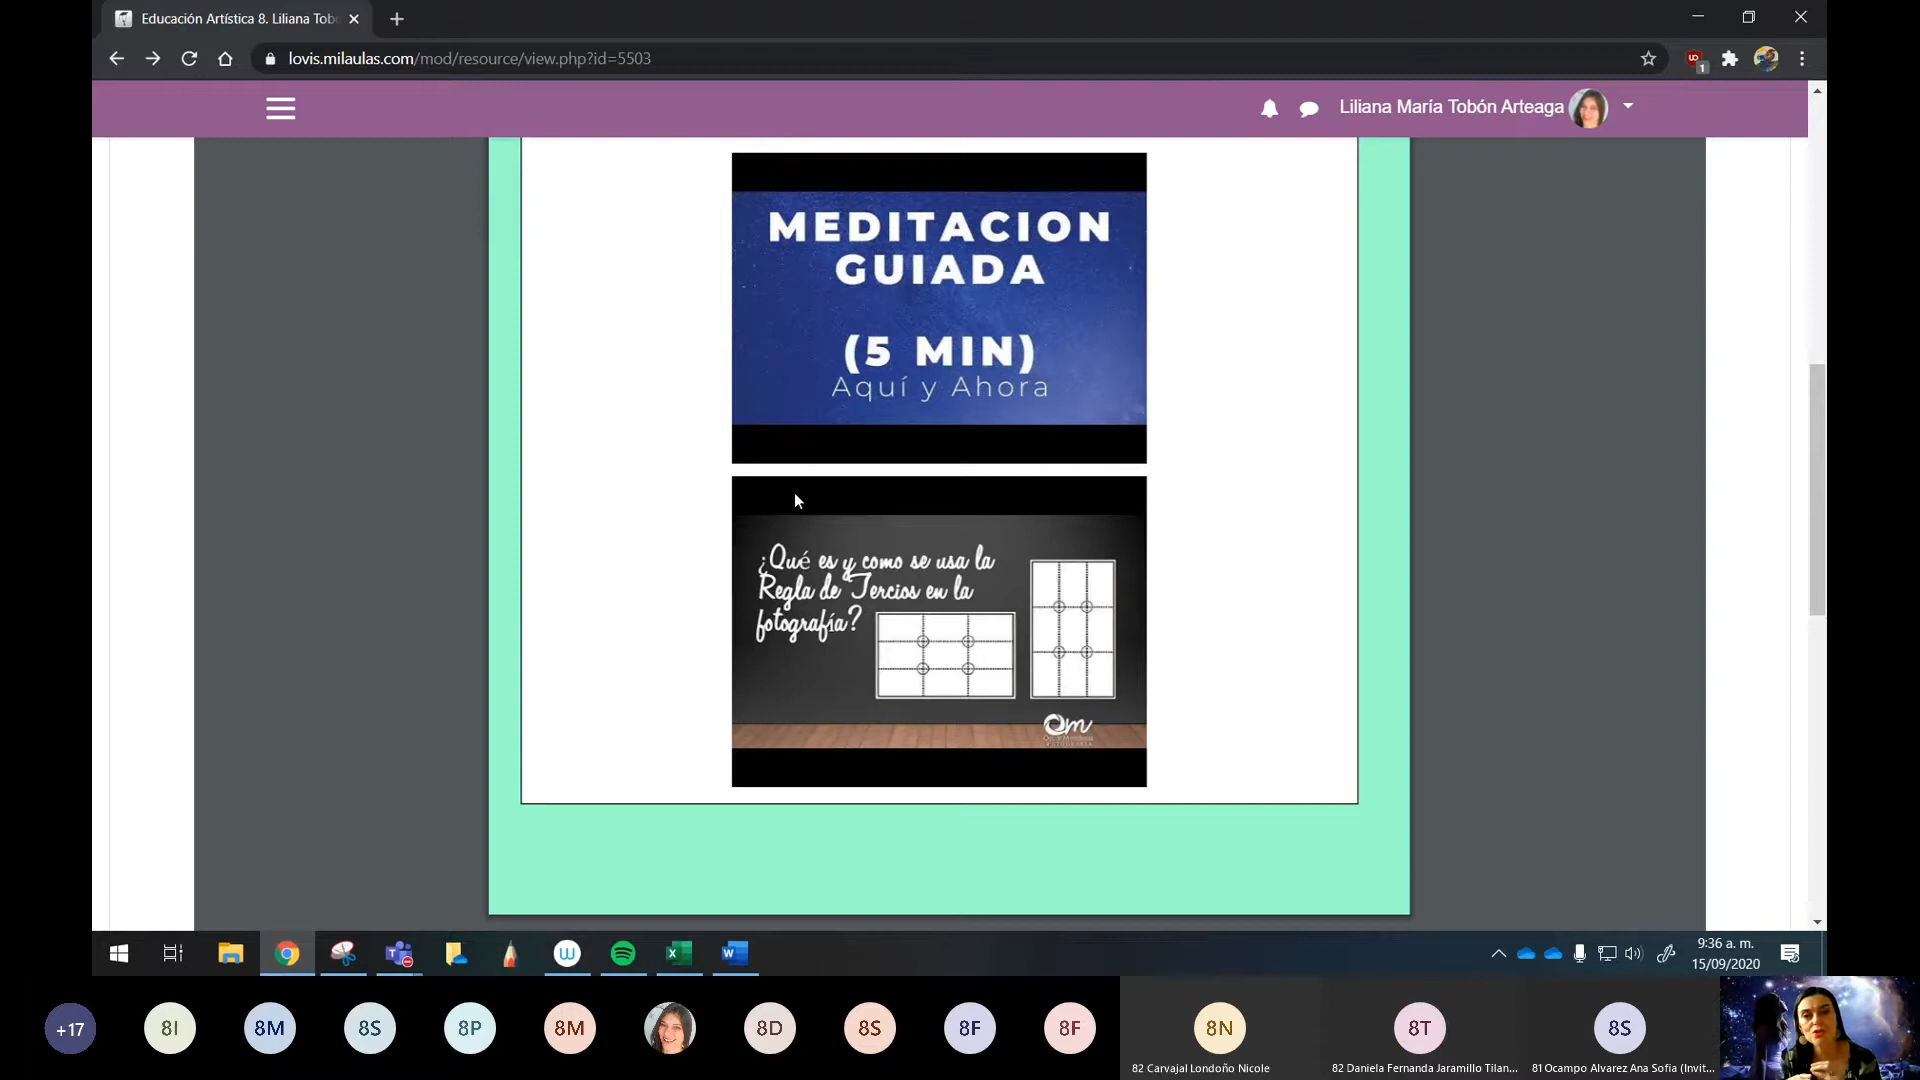 Educación Artística 8. Liliana Tob
lovis.milaulas.com/mod/resource/view.php?id=5503
1
Liliana María Tobón Arteaga
MEDITACION
GUIADA
(5 MIN)
Aquí y Ahora
¿Qué es y como se usa la
Regla de Tercios en la
fotografía?
Om
9:36 a. m.
15/09/2020
+17
8I
8M
8S
8P
8M
8D
8S
8F
8F
8N
8T
8S
82 Carvajal Londoño Nicole
82 Daniela Fernanda Jaramillo Tilan...
81 Ocampo Alvarez Ana Sofia (Invit...